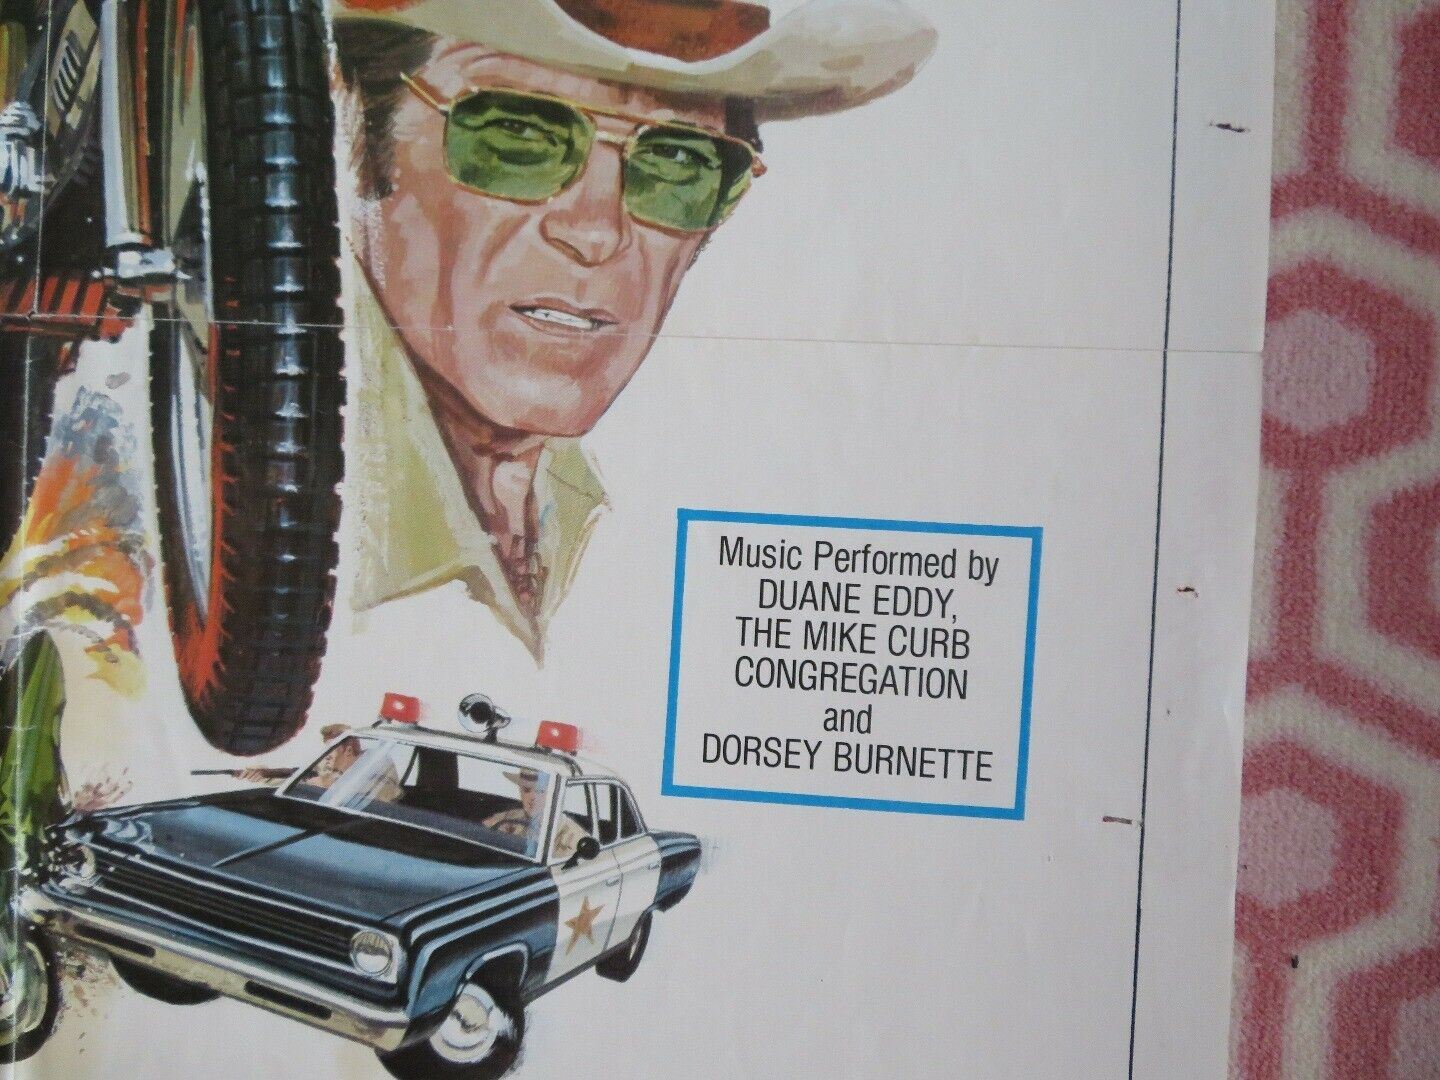 Music Performed by
DUANE EDDY,
THE MIKE CURB
CONGREGATION
and
DORSEY BURNETTE